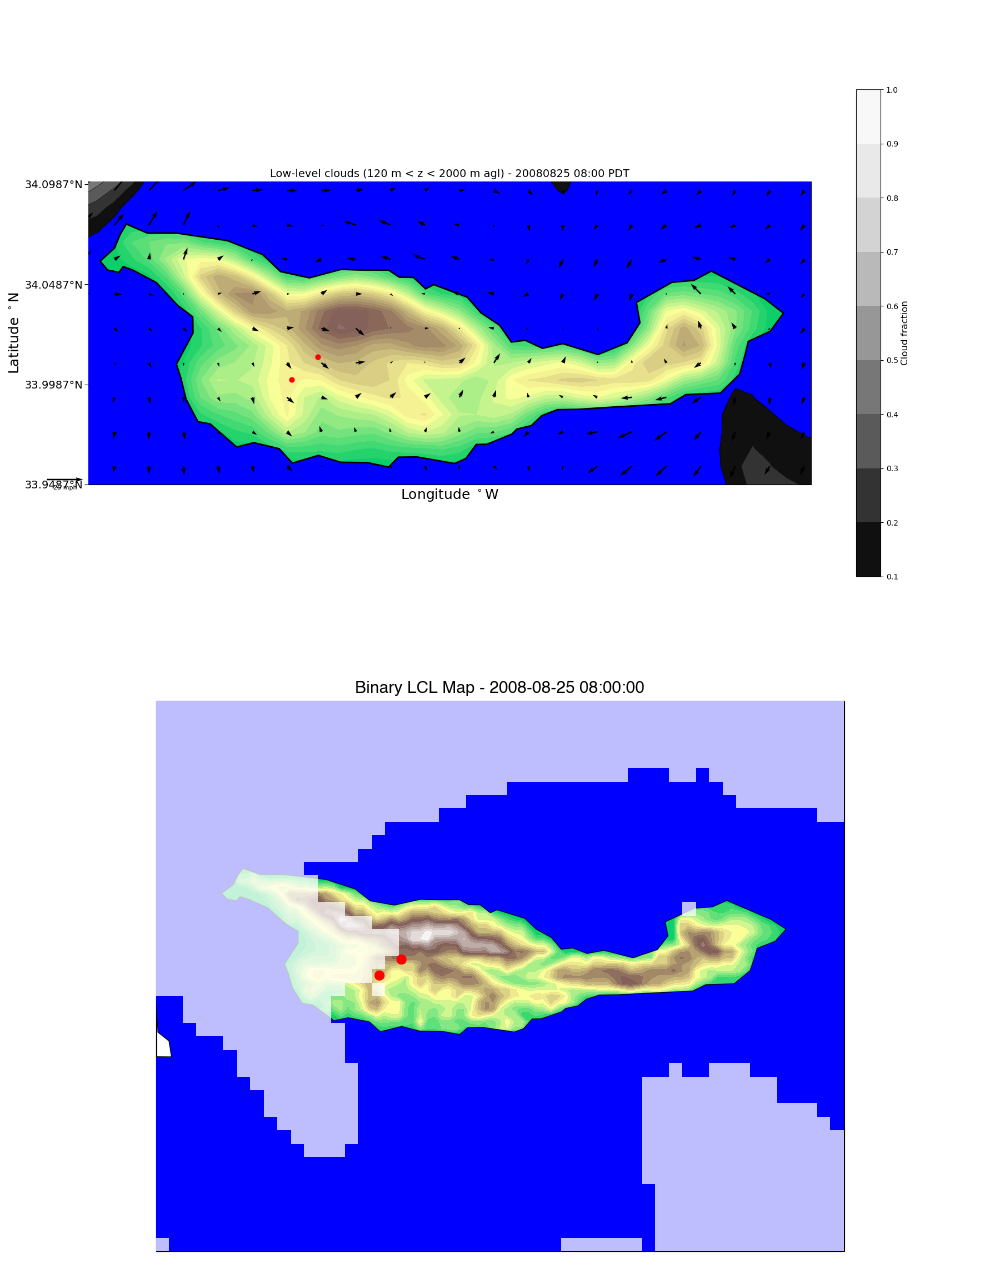 Low-level clouds (120 m < z < 2000 m agl) - 20080825 08:00 PDT
34.0987°N
34.0487°N
33.9987°N
33.9487°N
Latitude °N
Longitude °W
1.0
0.9
0.8
0.7
0.6
0.5
0.4
0.3
0.2
0.1
Cloud fraction
Binary LCL Map - 2008-08-25 08:00:00